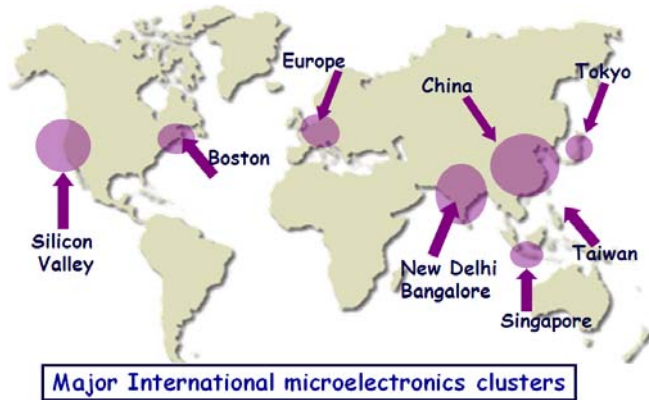 Europe
China
Tokyo
Boston
Silicon
Valley
New Delhi
Bangalore
Taiwan
Singapore
Major International microelectronics clusters